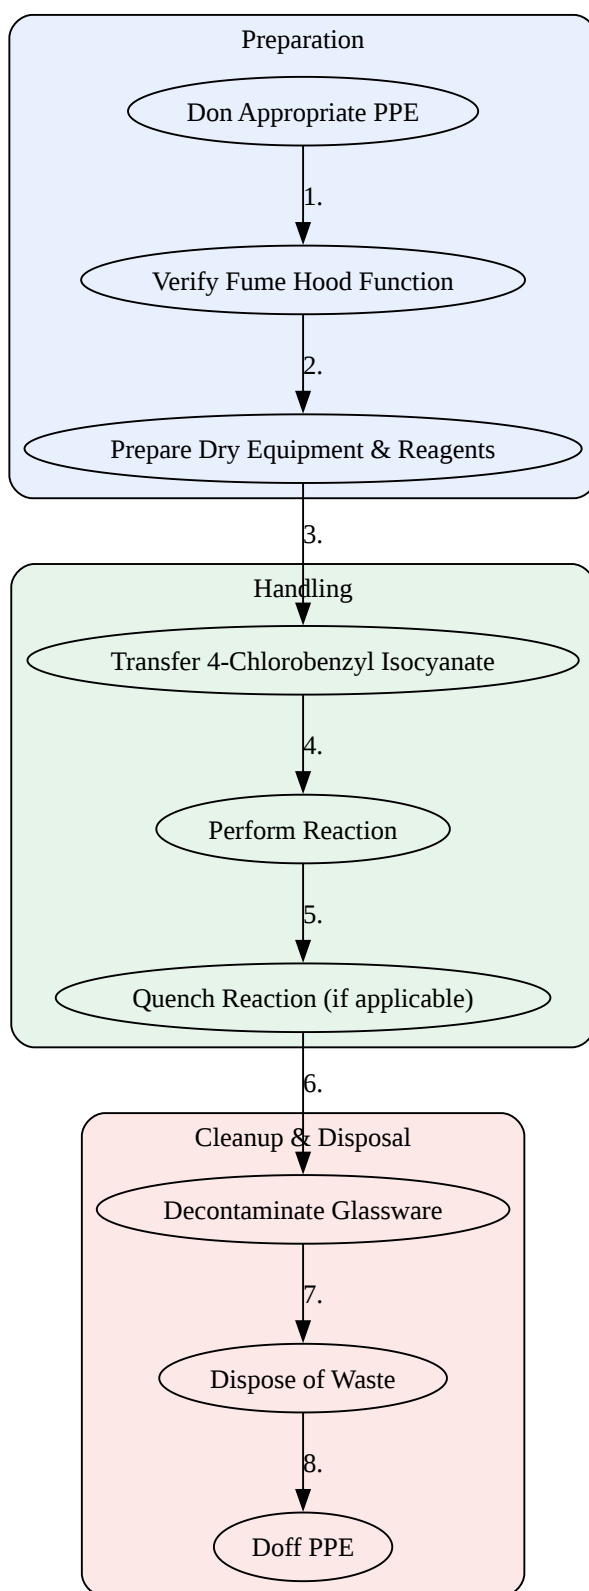 Preparation
Don Appropriate PPE
1.
Verify Fume Hood Function
2.
Prepare Dry Equipment & Reagents
3.
Handling
Transfer 4-Chlorobenzyl Isocyanate
4.
Perform Reaction
5.
Quench Reaction (if applicable)
6.
Cleanup & Disposal
Decontaminate Glassware
7.
Dispose of Waste
8.
Doff PPE